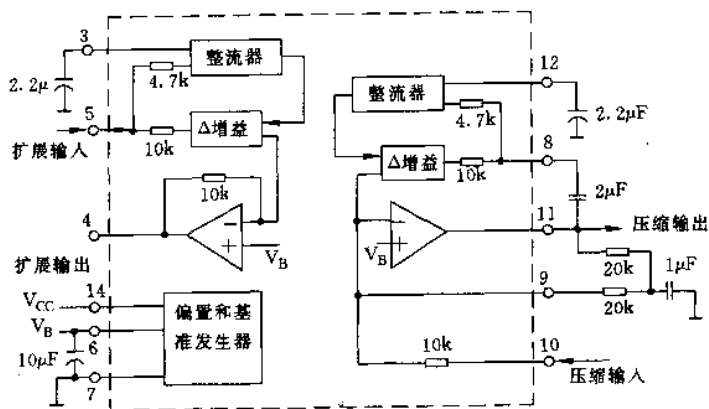 3
整流器
4.7k
2.2μ
5
扩展输入
10k
Δ增益
10k
4
扩展输出
V_B
14
V_CC
V_B
6
10μF
7
偏置和基
准发生器
12
整流器
4.7k
2.2μF
8
Δ增益
10k
2μF
11
压缩输出
V_B
20k
1μF
9
20k
10
10k
压缩输入